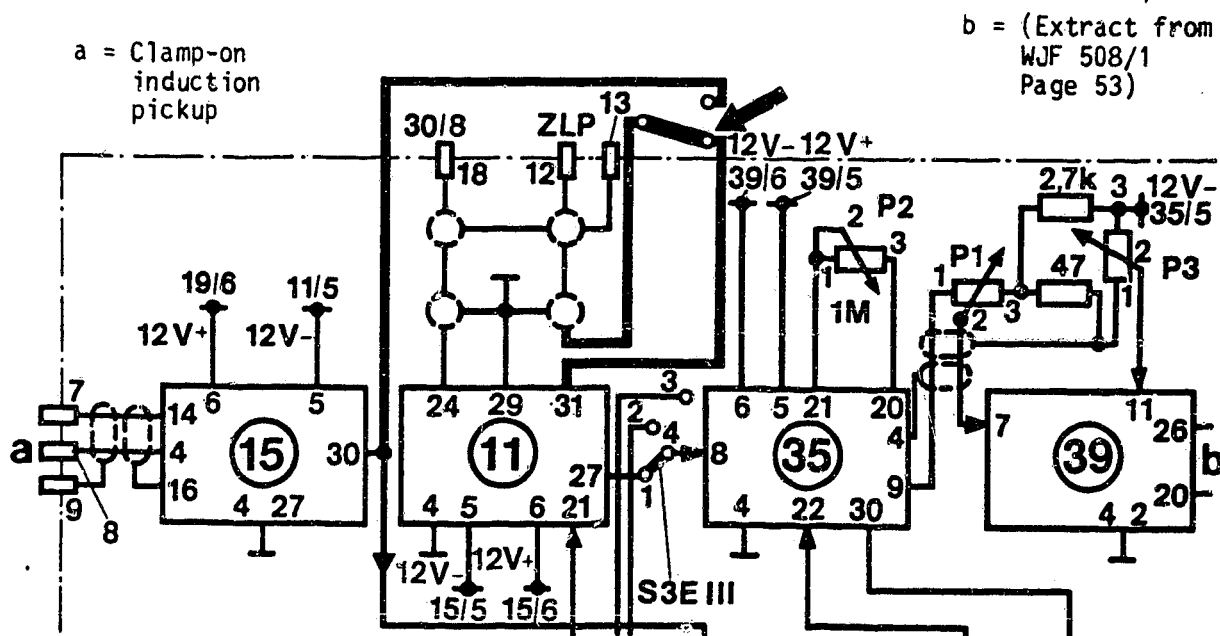 a = Clamp-on
induction
pickup
b = (Extract from
WJF 508/1
Page 53)
30/8
ZLP
13
18
12
12V- 12V+
39/6 39/5
2
P2
3
1
1M
2,7k
3
12V-
35/5
2
P3
1
P1
47
1
3
2
19/6
11/5
12V+
12V-
7
14
6
5
a
4
15
30
16
9
8
4 27
24 29 31
11
27
4 5 6 21
12V-
12V+
15/5 15/6
3
2
4
1
S3E III
6 5 21 20
8
35
4
9
4 22 30
7
11
26
39
b
20
4 2